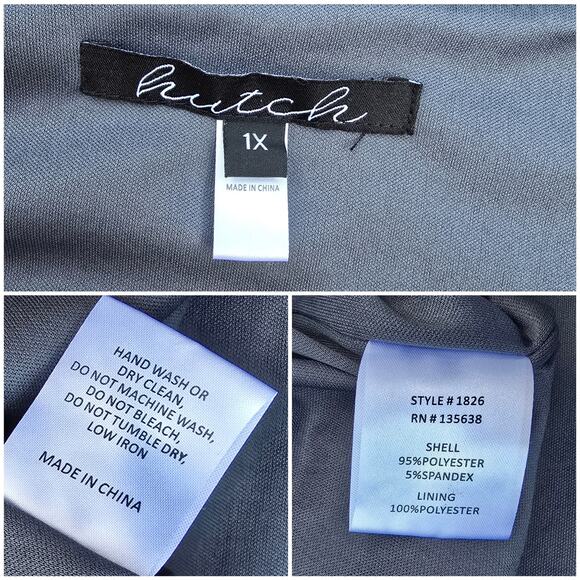 hutch
1X
MADE IN CHINA
HAND WASH OR
DRY CLEAN,
DO NOT MACHINE WASH,
DO NOT BLEACH,
DO NOT TUMBLE DRY,
LOW IRON
MADE IN CHINA
STYLE # 1826
RN # 135638
SHELL
95%POLYESTER
5%SPANDEX
LINING
100%POLYESTER